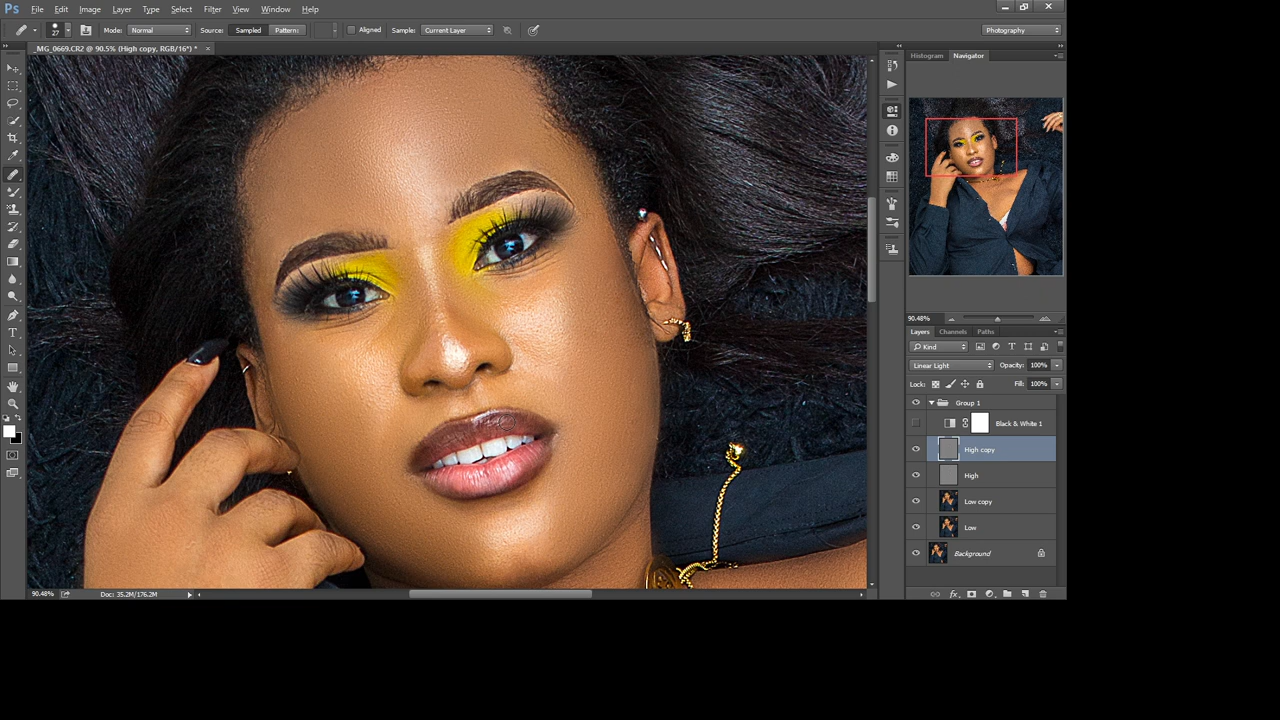 Ps File Edit Image Layer Type Select Filter View Window Help
27 Mode: Normal Source: Sampled Pattern: Aligned Sample: Current Layer Photography
_MG_0669.CR2 @ 90.5% (High copy, RGB/16*) * ×
Histogram Navigator
90.48%
Layers Channels Paths
Kind
Linear Light Opacity: 100%
Lock: Fill: 100%
Group 1
Black & White 1
High copy
High
Low copy
Low
Background
fx
90.48% Doc: 35.2M/176.2M